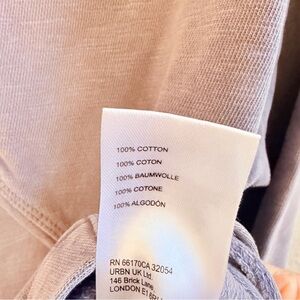 100% COTTON
100% COTON
100% BAUMWOLLE
100% COTONE
100% ALGODÓN
RN 66170CA 32054
URBN UK Ltd.
146 Brick Lane,
LONDON E1